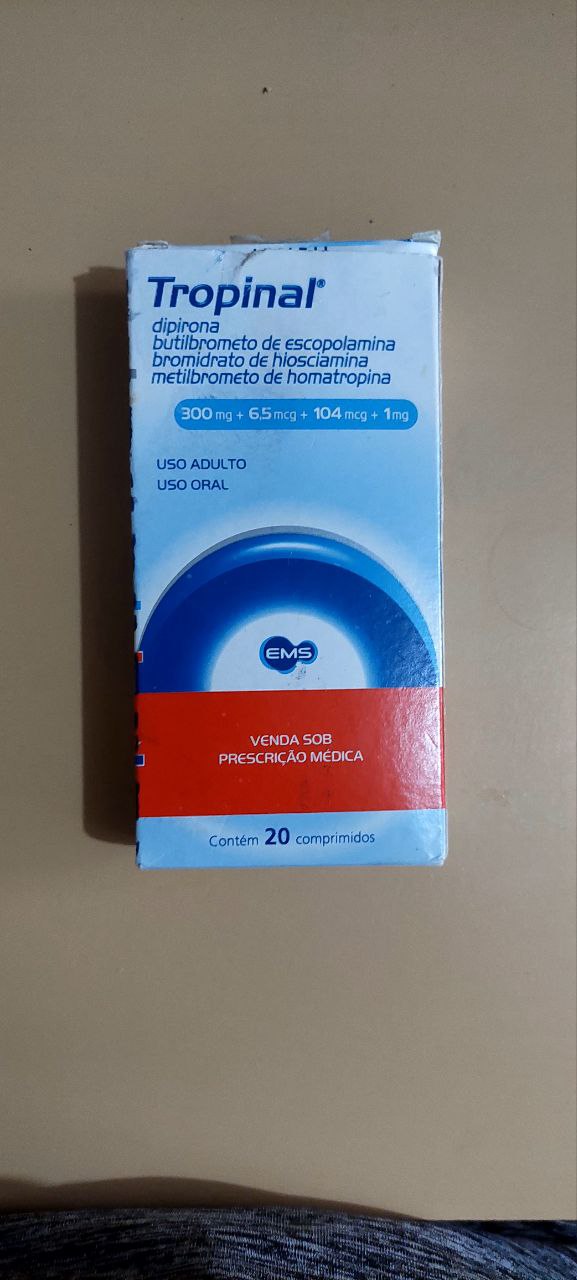 Tropinal®
dipirona
butilbrometo de escopolamina
bromidrato de hiosciamina
metilbrometo de homatropina
300 mg + 6,5 mcg + 104 mcg + 1 mg
USO ADULTO
USO ORAL
EMS
VENDA SOB
PRESCRIÇÃO MÉDICA
Contém 20 comprimidos